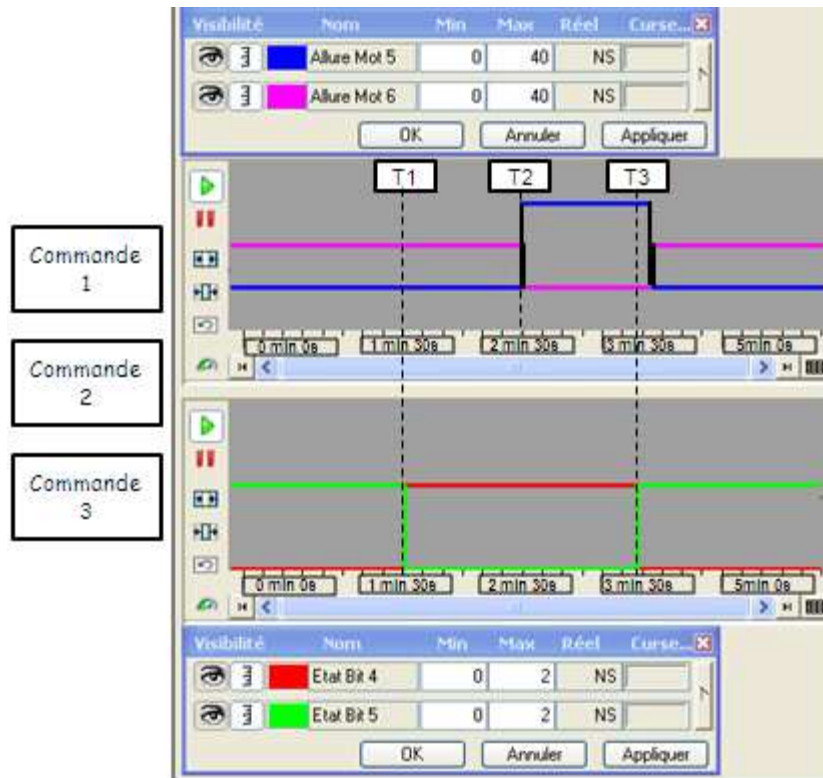 Visibilité Nom Min Max Réel Curse...
Allure Mot 5 0 40 NS
Allure Mot 6 0 40 NS
OK Annuler Appliquer
T1 T2 T3
Commande
1
0 min 0s 1 min 30s 2 min 30s 3 min 30s 5min 0s
Commande
2
Commande
3
0 min 0s 1 min 30s 2 min 30s 3 min 30s 5min 0s
Visibilité Nom Min Max Réel Curse...
Etat Bit 4 0 2 NS
Etat Bit 5 0 2 NS
OK Annuler Appliquer